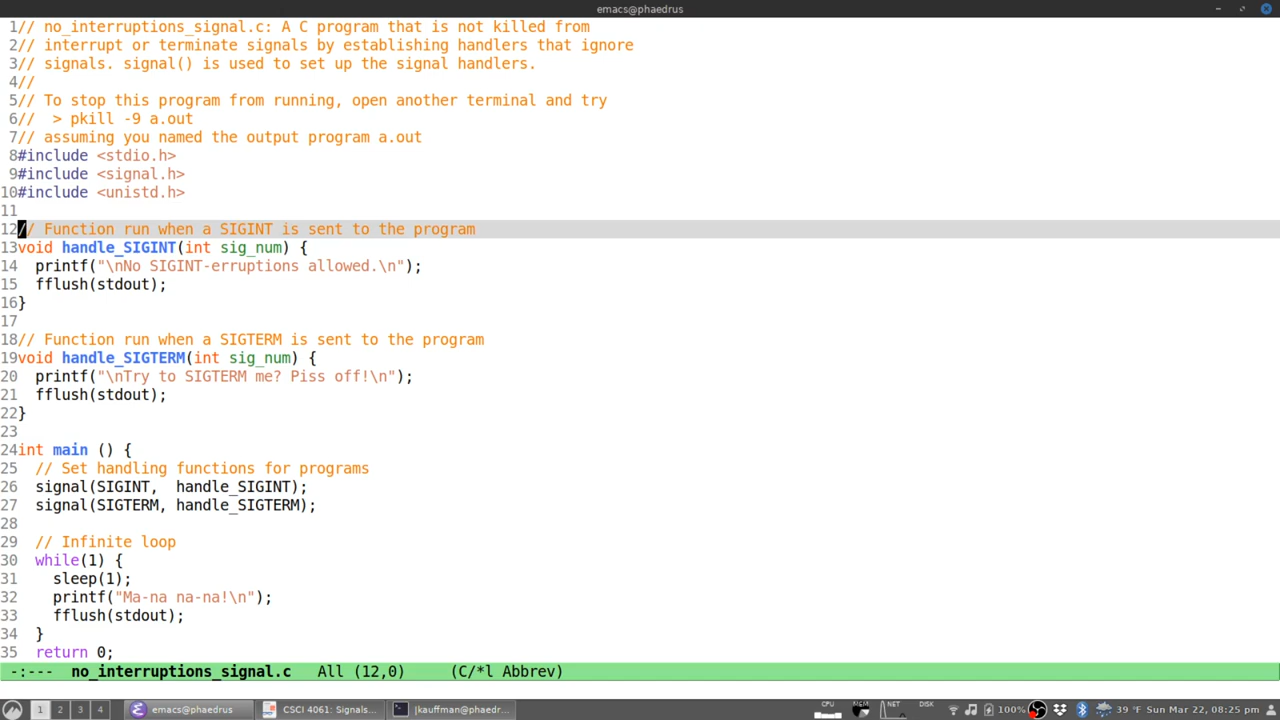 emacs@phaedrus
1// no_interruptions_signal.c: A C program that is not killed from
2// interrupt or terminate signals by establishing handlers that ignore
3// signals. signal() is used to set up the signal handlers.
4//
5// To stop this program from running, open another terminal and try
6//  > pkill -9 a.out
7// assuming you named the output program a.out
8#include <stdio.h>
9#include <signal.h>
10#include <unistd.h>
11
12// Function run when a SIGINT is sent to the program
13void handle_SIGINT(int sig_num) {
14  printf("\nNo SIGINT-erruptions allowed.\n");
15  fflush(stdout);
16}
17
18// Function run when a SIGTERM is sent to the program
19void handle_SIGTERM(int sig_num) {
20  printf("\nTry to SIGTERM me? Piss off!\n");
21  fflush(stdout);
22}
23
24int main () {
25  // Set handling functions for programs
26  signal(SIGINT,  handle_SIGINT);
27  signal(SIGTERM, handle_SIGTERM);
28
29  // Infinite loop
30  while(1) {
31    sleep(1);
32    printf("Ma-na na-na!\n");
33    fflush(stdout);
34  }
35  return 0;
-:---  no_interruptions_signal.c   All (12,0)     (C/*l Abbrev)
1 2 3 4 emacs@phaedrus CSCI 4061: Signals... [kauffman@phaedr... CPU MEM NET DISK 100% 39 °F Sun Mar 22, 08:25 pm